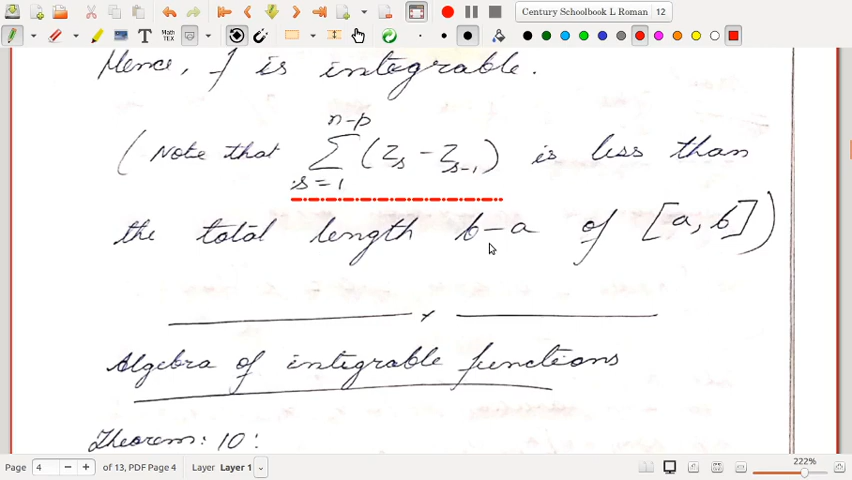 Century Schoolbook L Roman 12
Hence, f is integrable.
(Note that ∑_{s=1}^{n-p} (z_s - z_{s-1}) is less than
the total length b-a of [a, b])
Algebra of integrable functions
Theorem: 10:
Page 4 of 13, PDF Page 4 Layer Layer 1 222%